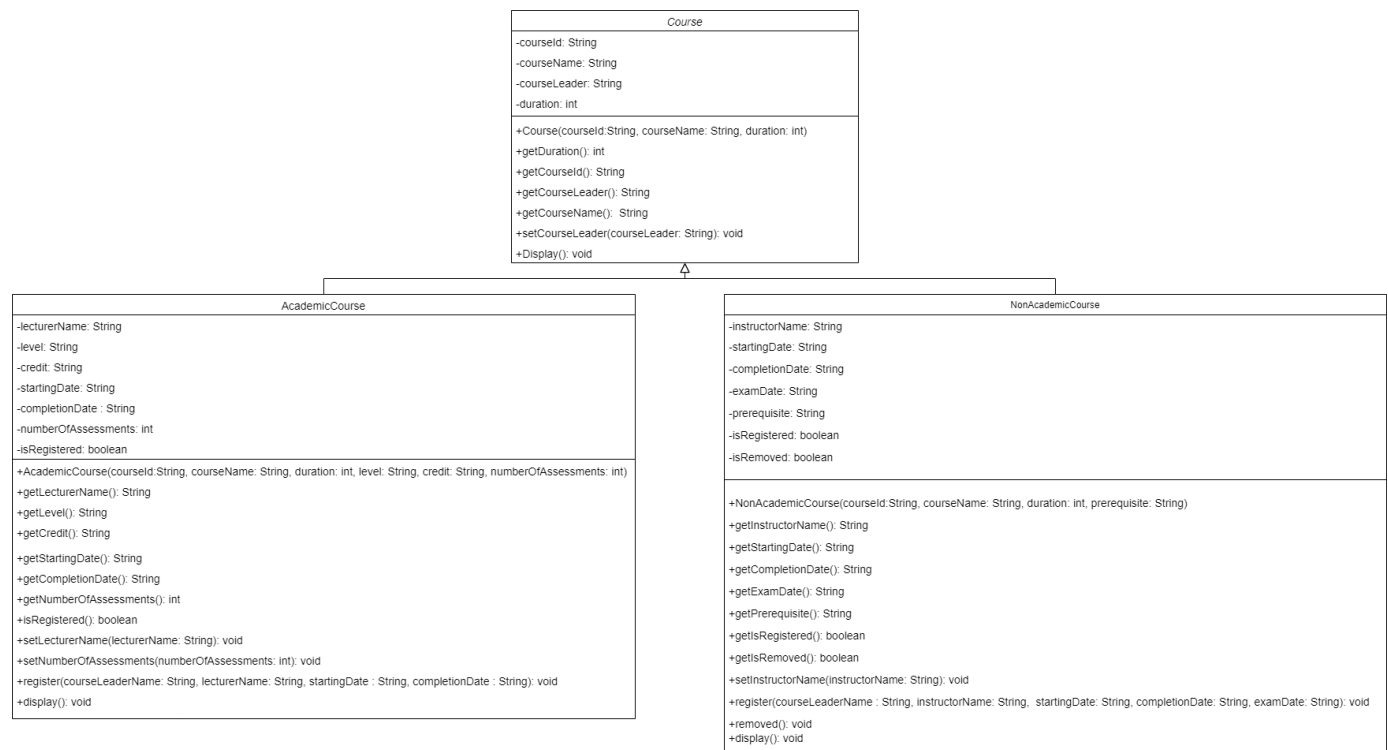 Course
-courseId: String
-courseName: String
-courseLeader: String
-duration: int
+Course(courseId:String, courseName: String, duration: int)
+getDuration(): int
+getCourseId(): String
+getCourseLeader(): String
+getCourseName():  String
+setCourseLeader(courseLeader: String): void
+Display(): void
AcademicCourse
-lecturerName: String
-level: String
-credit: String
-startingDate: String
-completionDate : String
-numberOfAssessments: int
-isRegistered: boolean
+AcademicCourse(courseId:String, courseName: String, duration: int, level: String, credit: String, numberOfAssessments: int)
+getLecturerName(): String
+getLevel(): String
+getCredit(): String
+getStartingDate(): String
+getCompletionDate(): String
+getNumberOfAssessments(): int
+isRegistered(): boolean
+setLecturerName(lecturerName: String): void
+setNumberOfAssessments(numberOfAssessments: int): void
+register(courseLeaderName: String, lecturerName: String, startingDate : String, completionDate : String): void
+display(): void
NonAcademicCourse
-instructorName: String
-startingDate: String
-completionDate: String
-examDate: String
-prerequisite: String
-isRegistered: boolean
-isRemoved: boolean
+NonAcademicCourse(courseId:String, courseName: String, duration: int, prerequisite: String)
+getInstructorName(): String
+getStartingDate(): String
+getCompletionDate(): String
+getExamDate(): String
+getPrerequisite(): String
+getIsRegistered(): boolean
+getIsRemoved(): boolean
+setInstructorName(instructorName: String): void
+register(courseLeaderName : String, instructorName: String,  startingDate: String, completionDate: String, examDate: String): void
+removed(): void
+display(): void